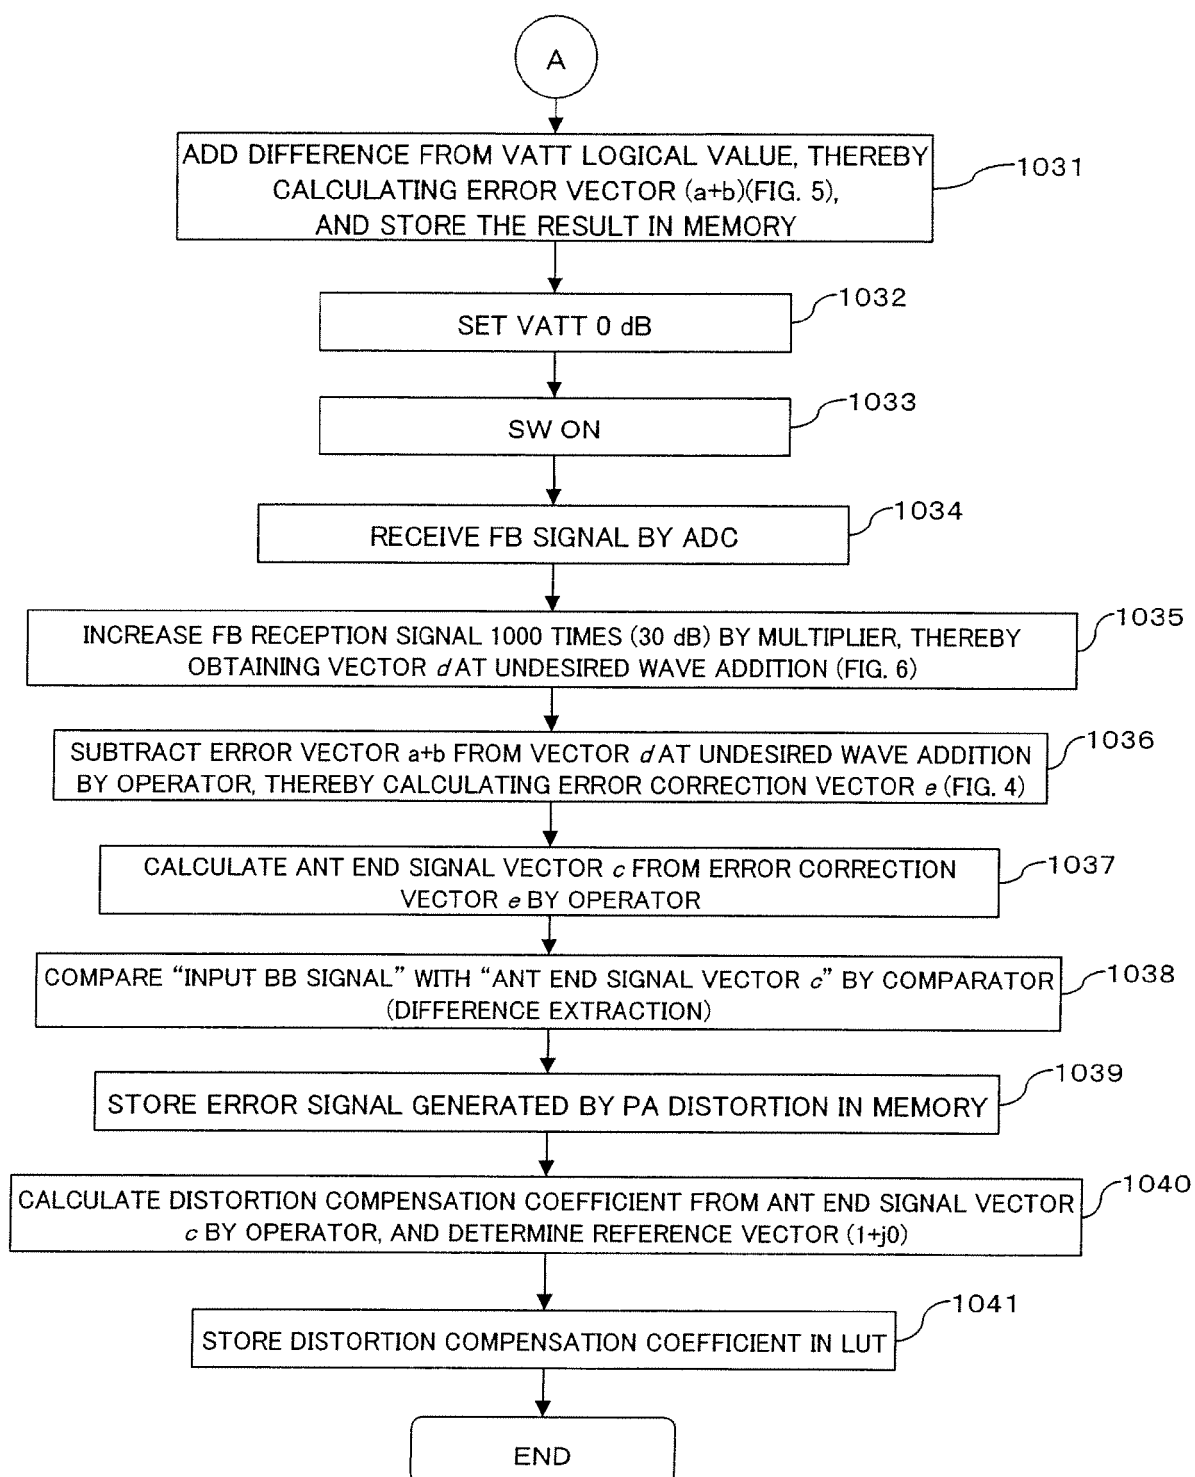 A
ADD DIFFERENCE FROM VATT LOGICAL VALUE, THEREBY
CALCULATING ERROR VECTOR (a+b)(FIG. 5),
AND STORE THE RESULT IN MEMORY
1031
SET VATT 0 dB
1032
SW ON
1033
RECEIVE FB SIGNAL BY ADC
1034
INCREASE FB RECEPTION SIGNAL 1000 TIMES (30 dB) BY MULTIPLIER, THEREBY
OBTAINING VECTOR d AT UNDESIRED WAVE ADDITION (FIG. 6)
1035
SUBTRACT ERROR VECTOR a+b FROM VECTOR d AT UNDESIRED WAVE ADDITION
BY OPERATOR, THEREBY CALCULATING ERROR CORRECTION VECTOR e (FIG. 4)
1036
CALCULATE ANT END SIGNAL VECTOR c FROM ERROR CORRECTION
VECTOR e BY OPERATOR
1037
COMPARE “INPUT BB SIGNAL” WITH “ANT END SIGNAL VECTOR c” BY COMPARATOR
(DIFFERENCE EXTRACTION)
1038
STORE ERROR SIGNAL GENERATED BY PA DISTORTION IN MEMORY
1039
CALCULATE DISTORTION COMPENSATION COEFFICIENT FROM ANT END SIGNAL VECTOR
c BY OPERATOR, AND DETERMINE REFERENCE VECTOR (1+j0)
1040
STORE DISTORTION COMPENSATION COEFFICIENT IN LUT
1041
END